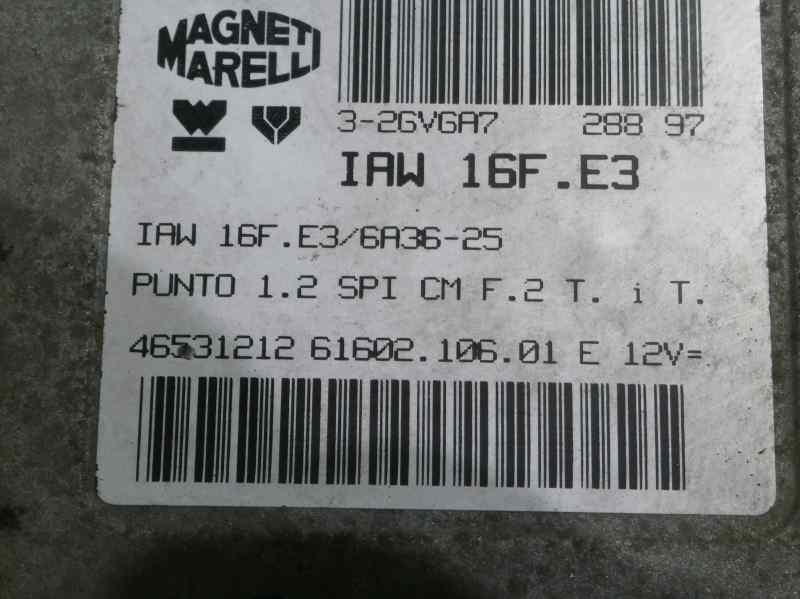 MAGNETI
MARELLI
3-2GVGA7 288 97
IAW 16F.E3
IAW 16F.E3/6A36-25
PUNTO 1.2 SPI CM F.2 T. i T.
46531212 61602.106.01 E 12V=